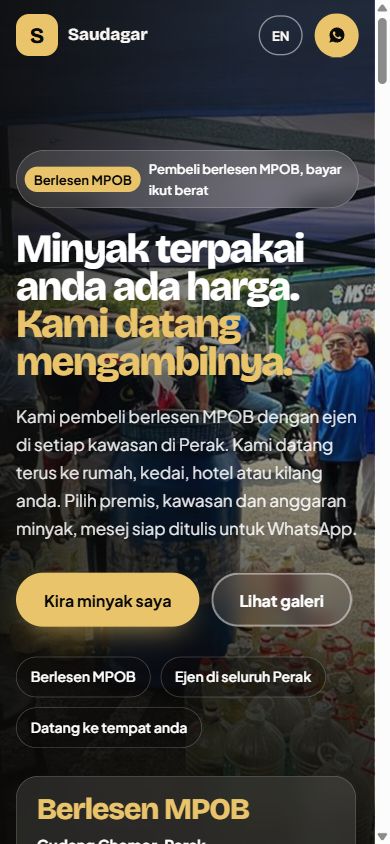 S Saudagar EN
Berlesen MPOB Pembeli berlesen MPOB, bayar
ikut berat
Minyak terpakai
anda ada harga.
Kami datang
mengambilnya.
Kami pembeli berlesen MPOB dengan ejen
di setiap kawasan di Perak. Kami datang
terus ke rumah, kedai, hotel atau kilang
anda. Pilih premis, kawasan dan anggaran
minyak, mesej siap ditulis untuk WhatsApp.
Kira minyak saya Lihat galeri
Berlesen MPOB Ejen di seluruh Perak
Datang ke tempat anda
Berlesen MPOB